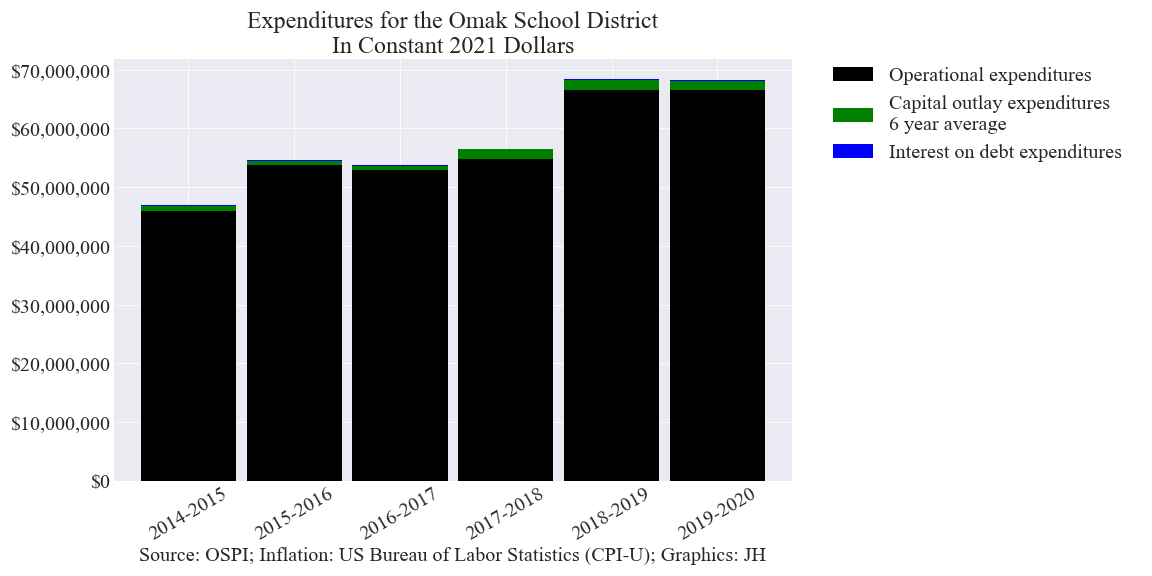 Expenditures for the Omak School District
In Constant 2021 Dollars
$70,000,000
$60,000,000
$50,000,000
$40,000,000
$30,000,000
$20,000,000
$10,000,000
$0
2014-2015
2015-2016
2016-2017
2017-2018
2018-2019
2019-2020
Source: OSPI; Inflation: US Bureau of Labor Statistics (CPI-U); Graphics: JH
Operational expenditures
Capital outlay expenditures
6 year average
Interest on debt expenditures